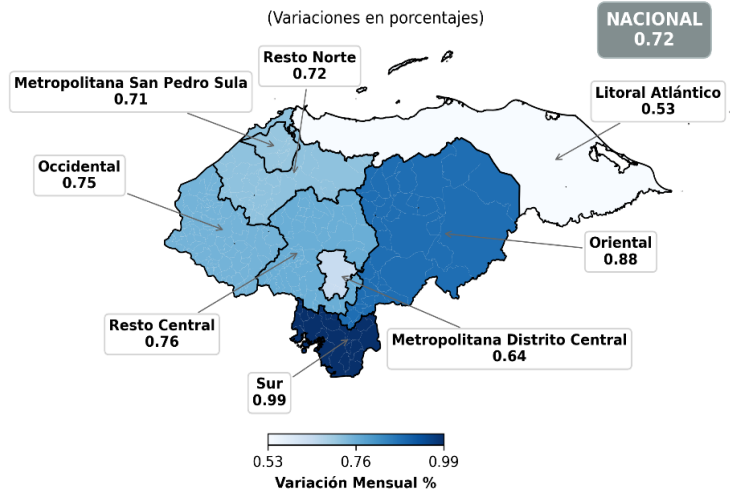 (Variaciones en porcentajes)
NACIONAL
0.72
Resto Norte
0.72
Metropolitana San Pedro Sula
0.71
Litoral Atlántico
0.53
Occidental
0.75
Oriental
0.88
Resto Central
0.76
Metropolitana Distrito Central
0.64
Sur
0.99
0.53 0.76 0.99
Variación Mensual %